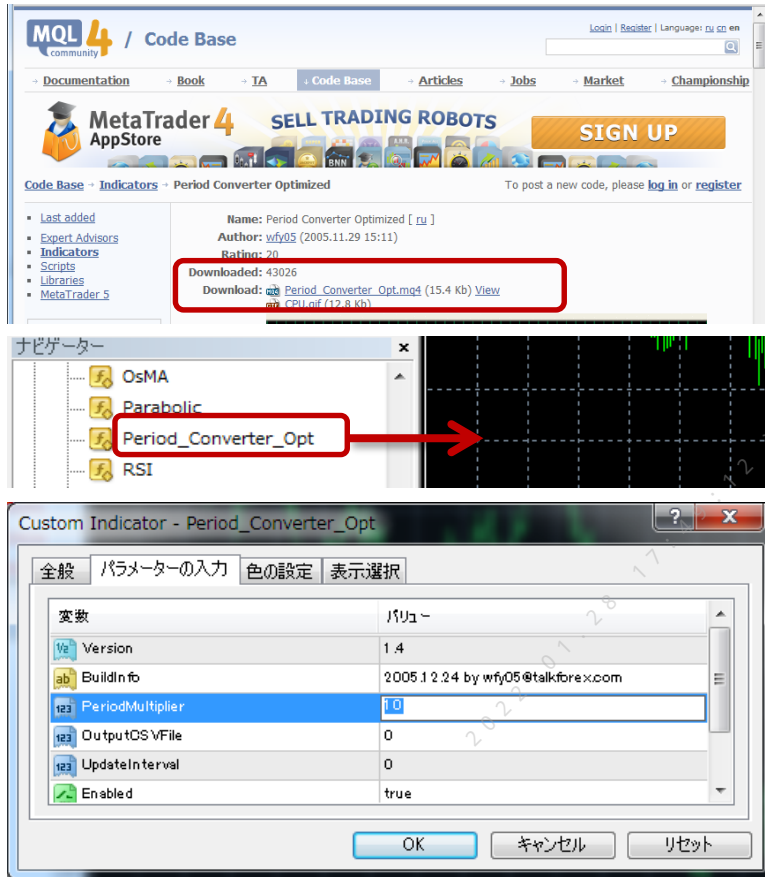 MQL 4 community / Code Base
Login | Register | Language: ru cn en
Documentation Book TA Code Base Articles Jobs Market Championship
MetaTrader 4 AppStore
SELL TRADING ROBOTS
BNN
SIGN UP
Code Base Indicators Period Converter Optimized
To post a new code, please log in or register
Last added
Expert Advisors
Indicators
Scripts
Libraries
MetaTrader 5
Name: Period Converter Optimized [ ru ]
Author: wfy05 (2005.11.29 15:11)
Rating: 20
Downloaded: 43026
Download: Period_Converter_Opt.mq4 (15.4 Kb) View
CPU.gif (12.8 Kb)
ナビゲーター x
OsMA
Parabolic
Period_Converter_Opt
RSI
Custom Indicator - Period_Converter_Opt ? x
全般 パラメーターの入力 色の設定 表示選択
変数 バリュー
Version 1.4
BuildInfo 2005.12.24 by wfy05@talkforex.com
PeriodMultiplier 10
OutputCSVFile 0
UpdateInterval 0
Enabled true
OK キャンセル リセット